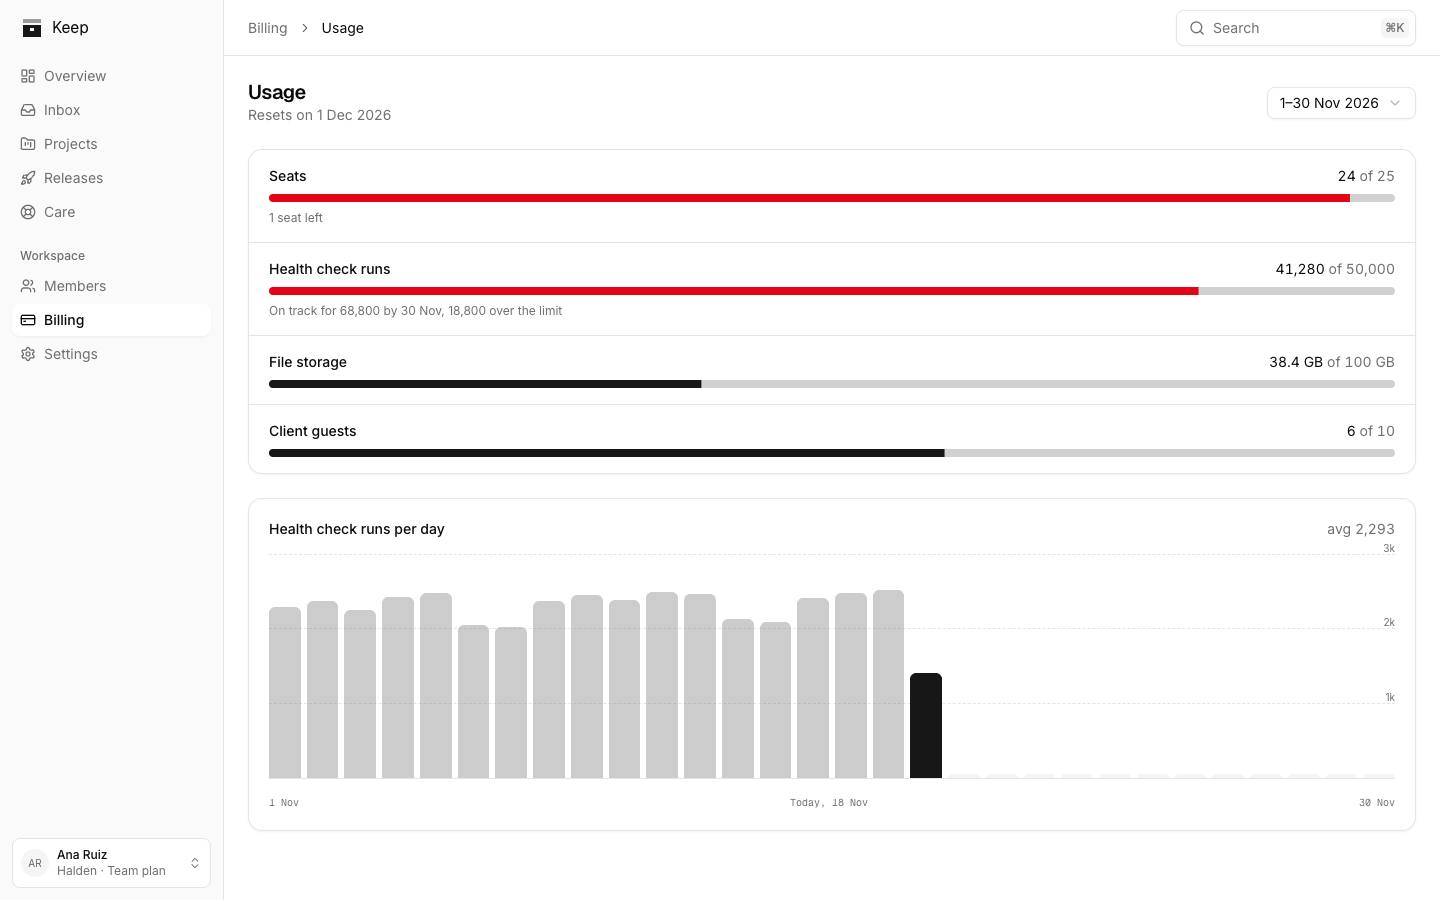 Keep
Billing
Usage
Search
⌘K
Overview
Inbox
Projects
Releases
Care
Workspace
Members
Billing
Settings
AR
Ana Ruiz
Halden · Team plan
Usage
Resets on 1 Dec 2026
1–30 Nov 2026
Seats
24 of 25
1 seat left
Health check runs
41,280 of 50,000
On track for 68,800 by 30 Nov, 18,800 over the limit
File storage
38.4 GB of 100 GB
Client guests
6 of 10
Health check runs per day
avg 2,293
3k
2k
1k
1 Nov
Today, 18 Nov
30 Nov